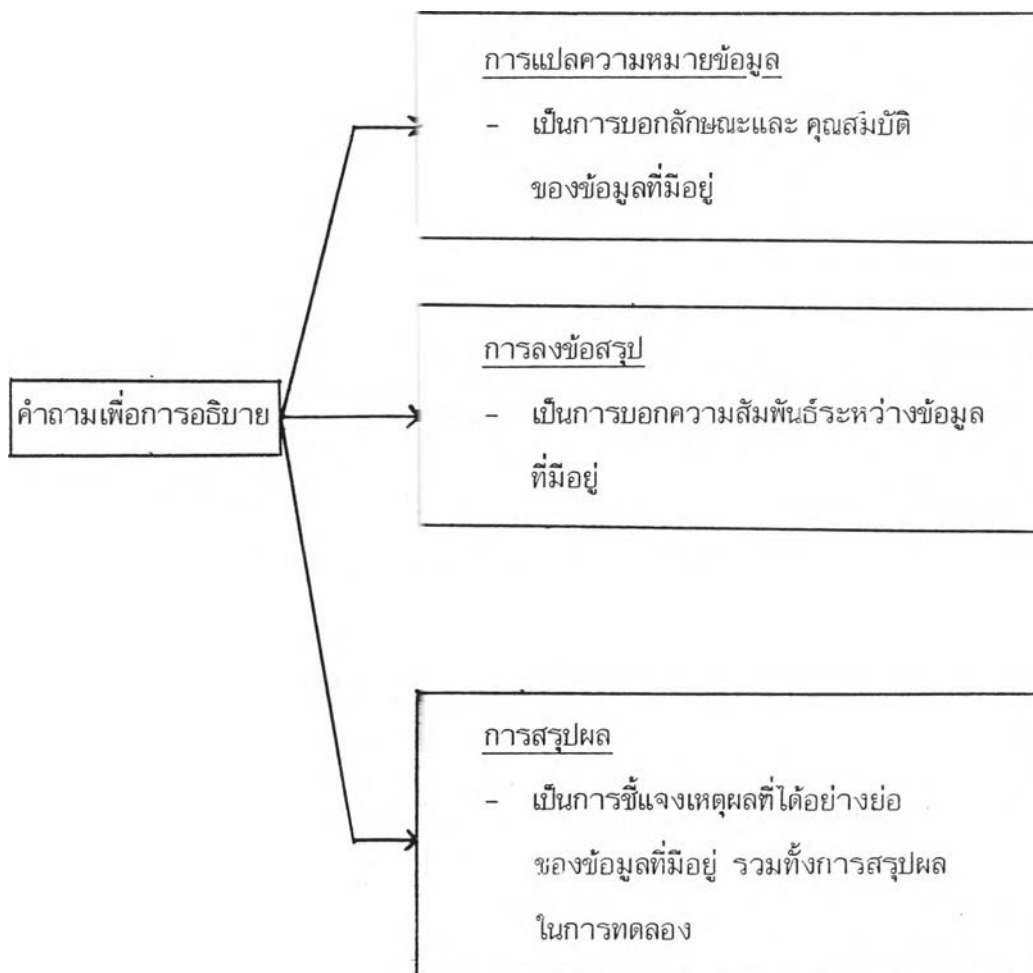 การแปลความหมายข้อมูล
- เป็นการบอกลักษณะและ คุณสมบัติ
ของข้อมูลที่มีอยู่
การลงข้อสรุป
- เป็นการบอกความสัมพันธ์ระหว่างข้อมูล
ที่มีอยู่
คำถามเพื่อการอธิบาย
การสรุปผล
- เป็นการชี้แจงเหตุผลที่ได้อย่างย่อ
ของข้อมูลที่มีอยู่ รวมทั้งการสรุปผล
ในการทดลอง